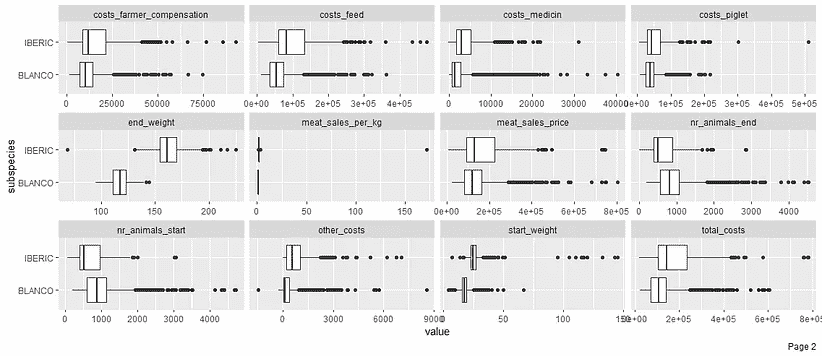 costs_farmer_compensation costs_feed costs_medicin costs_piglet
IBERIC
BLANCO
0 25000 50000 75000 0e+00 1e+05 2e+05 3e+05 4e+05 0 10000 20000 30000 40000 0e+00 1e+05 2e+05 3e+05 4e+05 5e+05
end_weight meat_sales_per_kg meat_sales_price nr_animals_end
IBERIC
BLANCO
100 150 200 0 50 100 150 0e+00 2e+05 4e+05 6e+05 8e+05 0 1000 2000 3000 4000
nr_animals_start other_costs start_weight total_costs
IBERIC
BLANCO
0 1000 2000 3000 4000 0 3000 6000 9000 0 50 100 150 0e+00 2e+05 4e+05 6e+05 8e+05
subspecies
value
Page 2